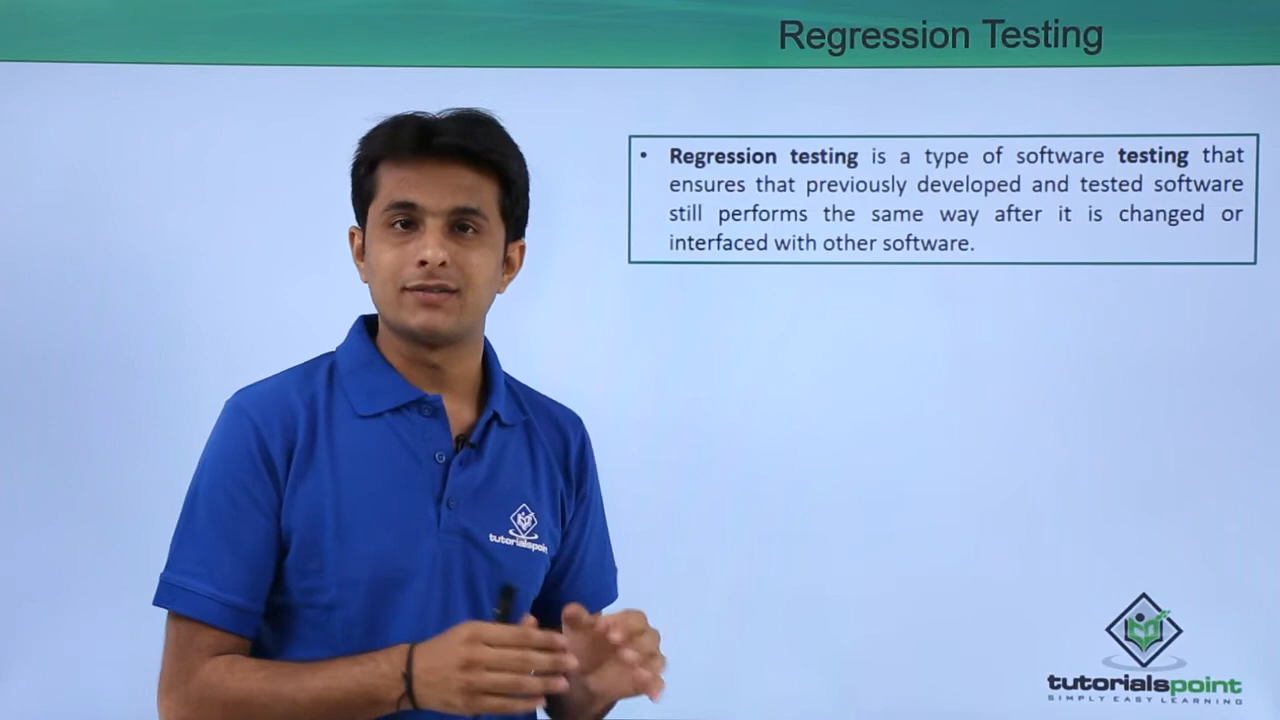 Regression Testing
• Regression testing is a type of software testing that
ensures that previously developed and tested software
still performs the same way after it is changed or
interfaced with other software.
tutorialspoint
tutorialspoint
SIMPLY EASY LEARNING